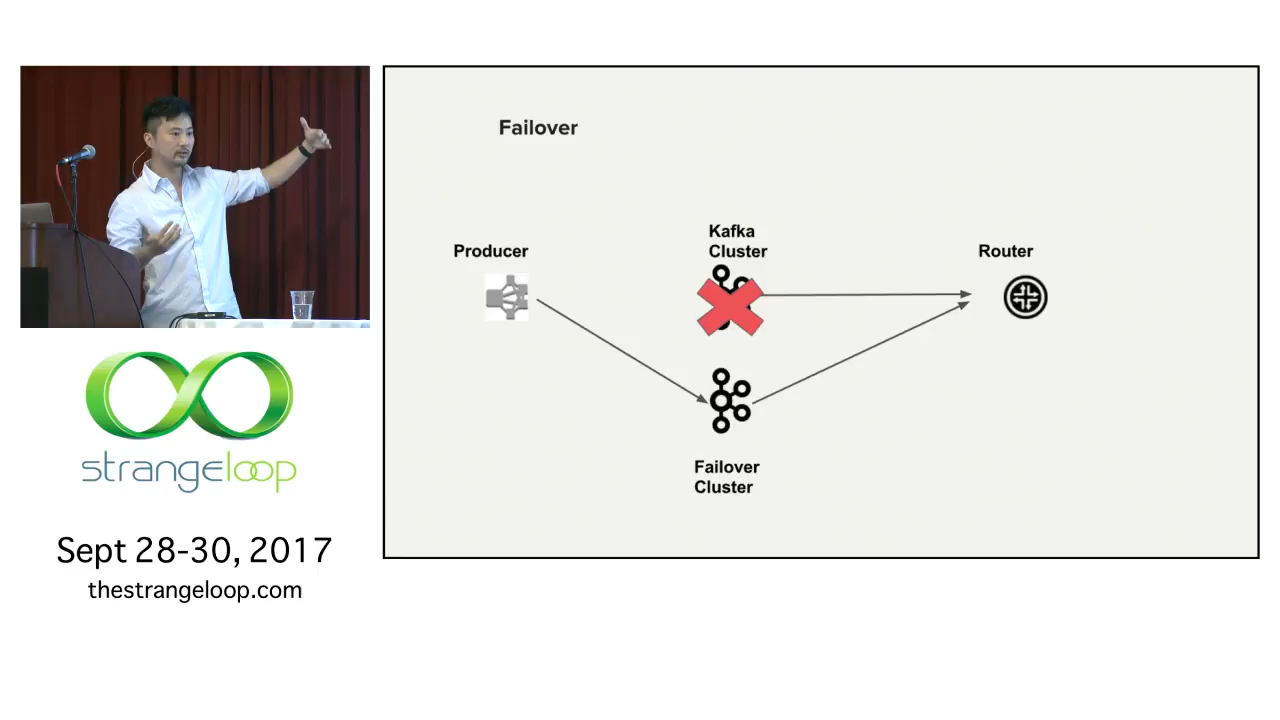 Failover
Kafka
Cluster
Producer
Router
Failover
Cluster
strangeloop
Sept 28-30, 2017
thestrangeloop.com